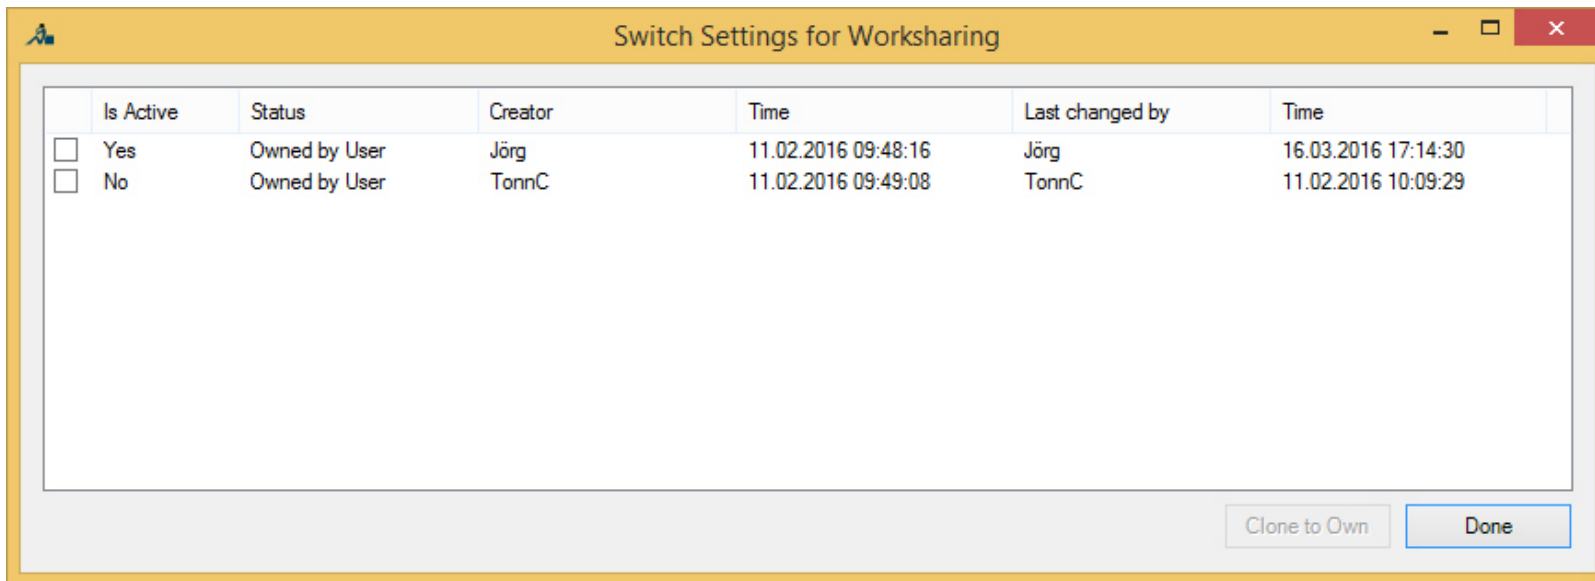 Switch Settings for Worksharing
Is Active Status Creator Time Last changed by Time
Yes Owned by User Jörg 11.02.2016 09:48:16 Jörg 16.03.2016 17:14:30
No Owned by User TonnC 11.02.2016 09:49:08 TonnC 11.02.2016 10:09:29
Clone to Own Done